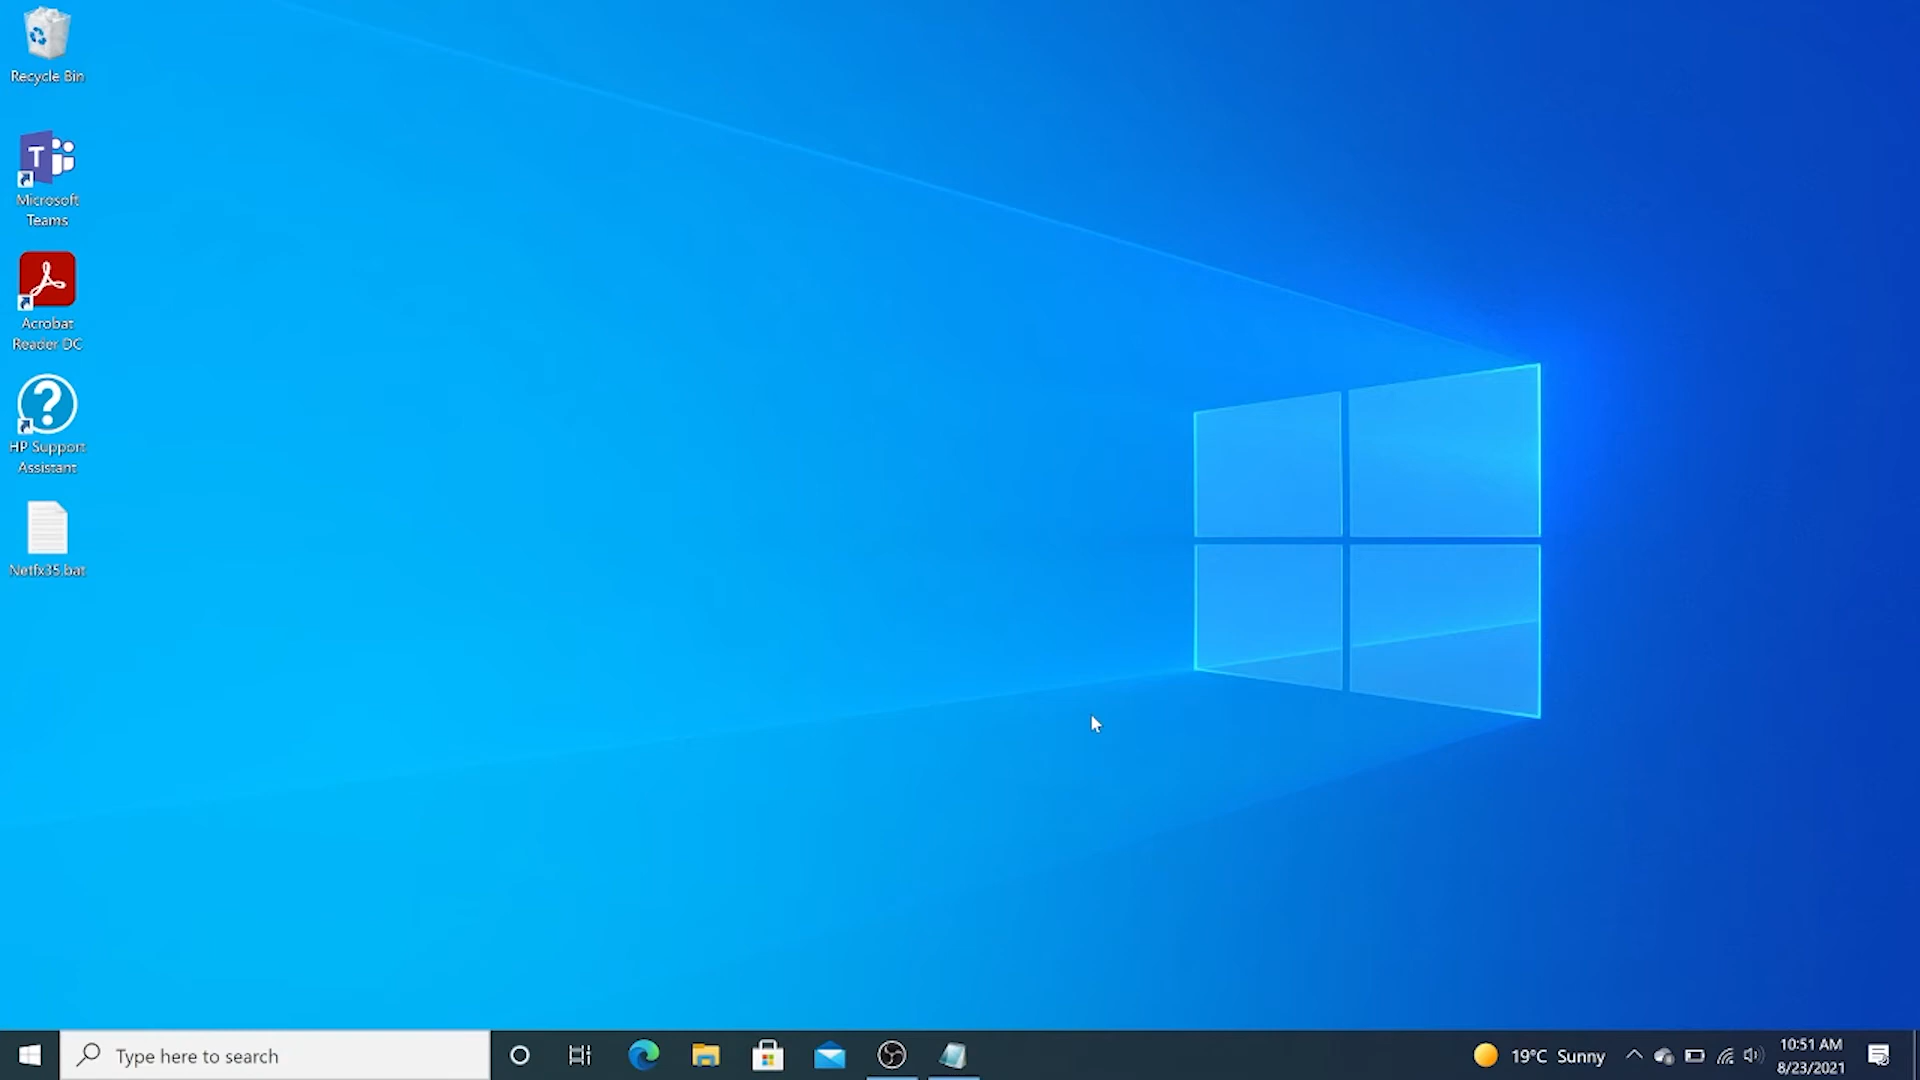 Recycle Bin
Microsoft
Teams
Acrobat
Reader DC
HP Support
Assistant
Netfx35.bat
Type here to search
19°C Sunny
10:51 AM
8/23/2021